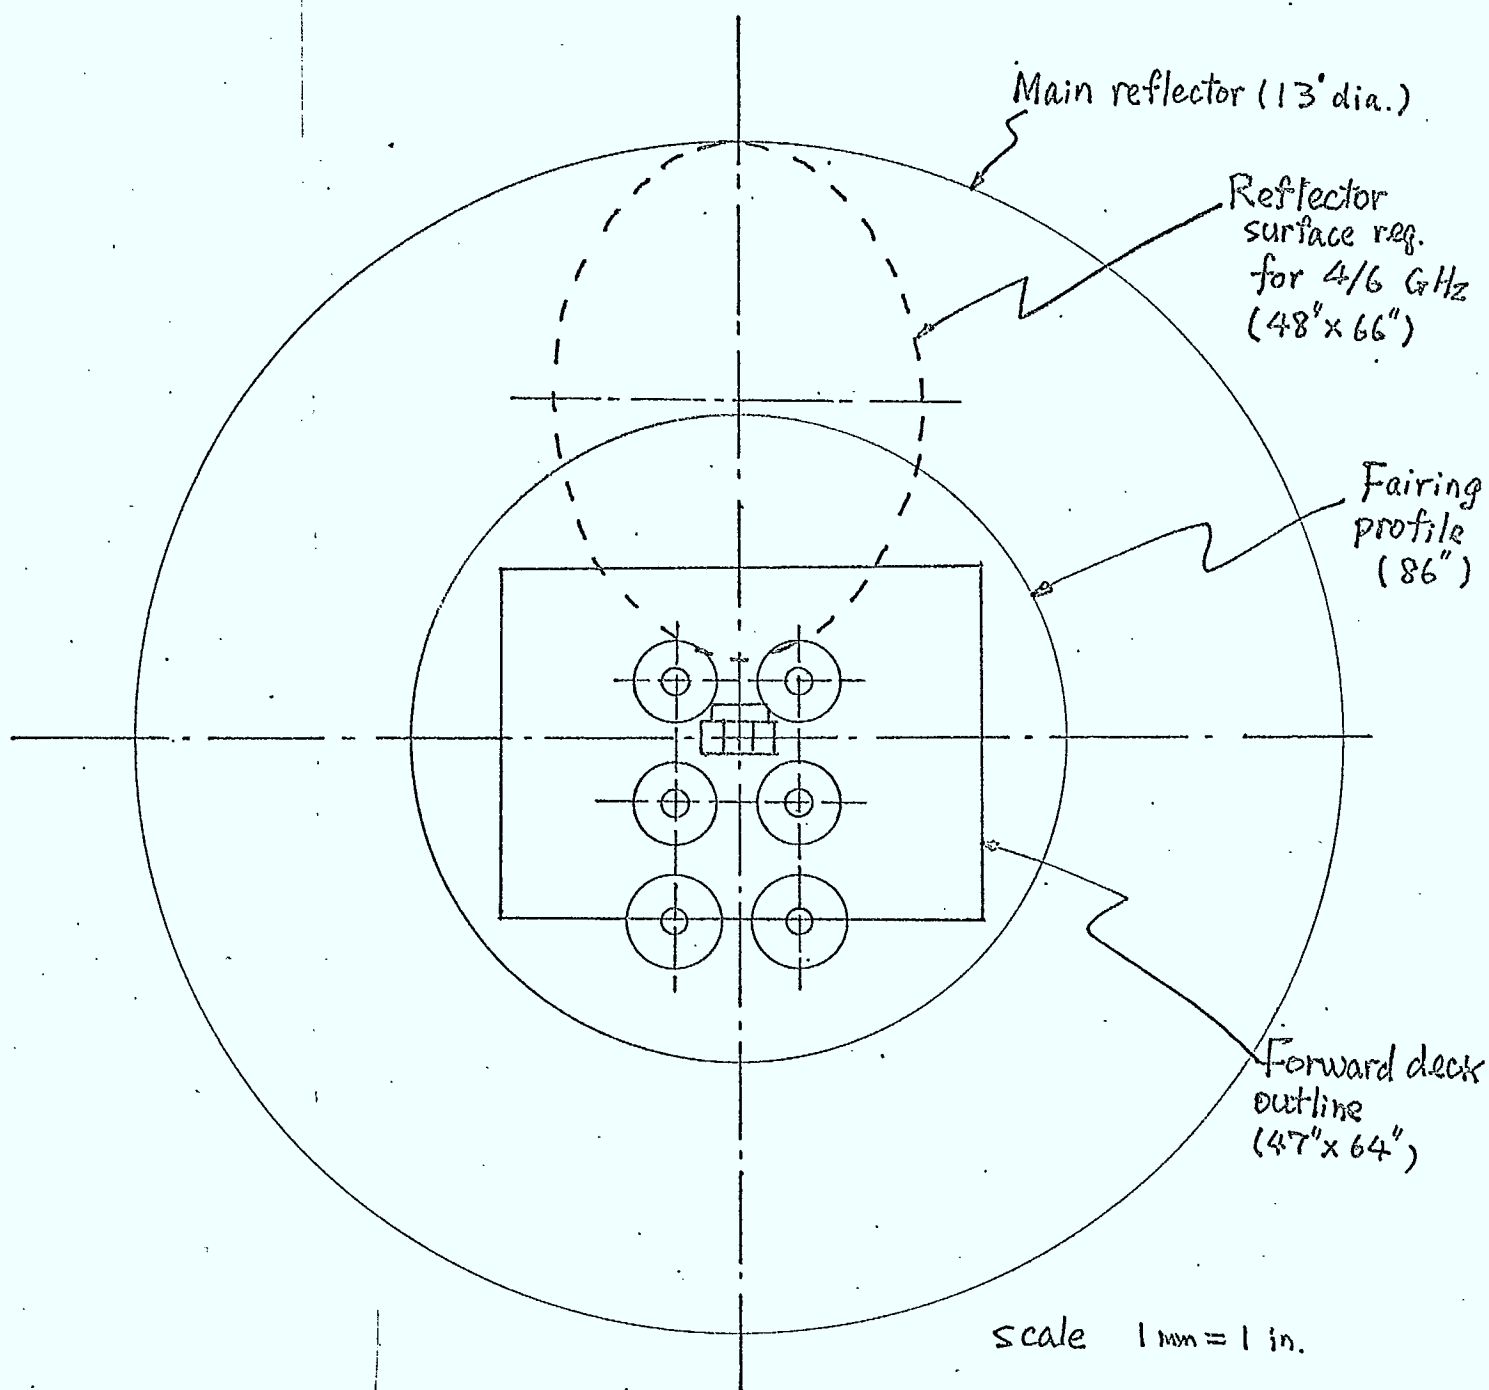 Main reflector (13' dia.)
Reflector
surface req.
for 4/6 GHz
(48"x 66")
Fairing
profile
(86")
Forward deck
outline
(47"x 64")
scale 1 mm = 1 in.